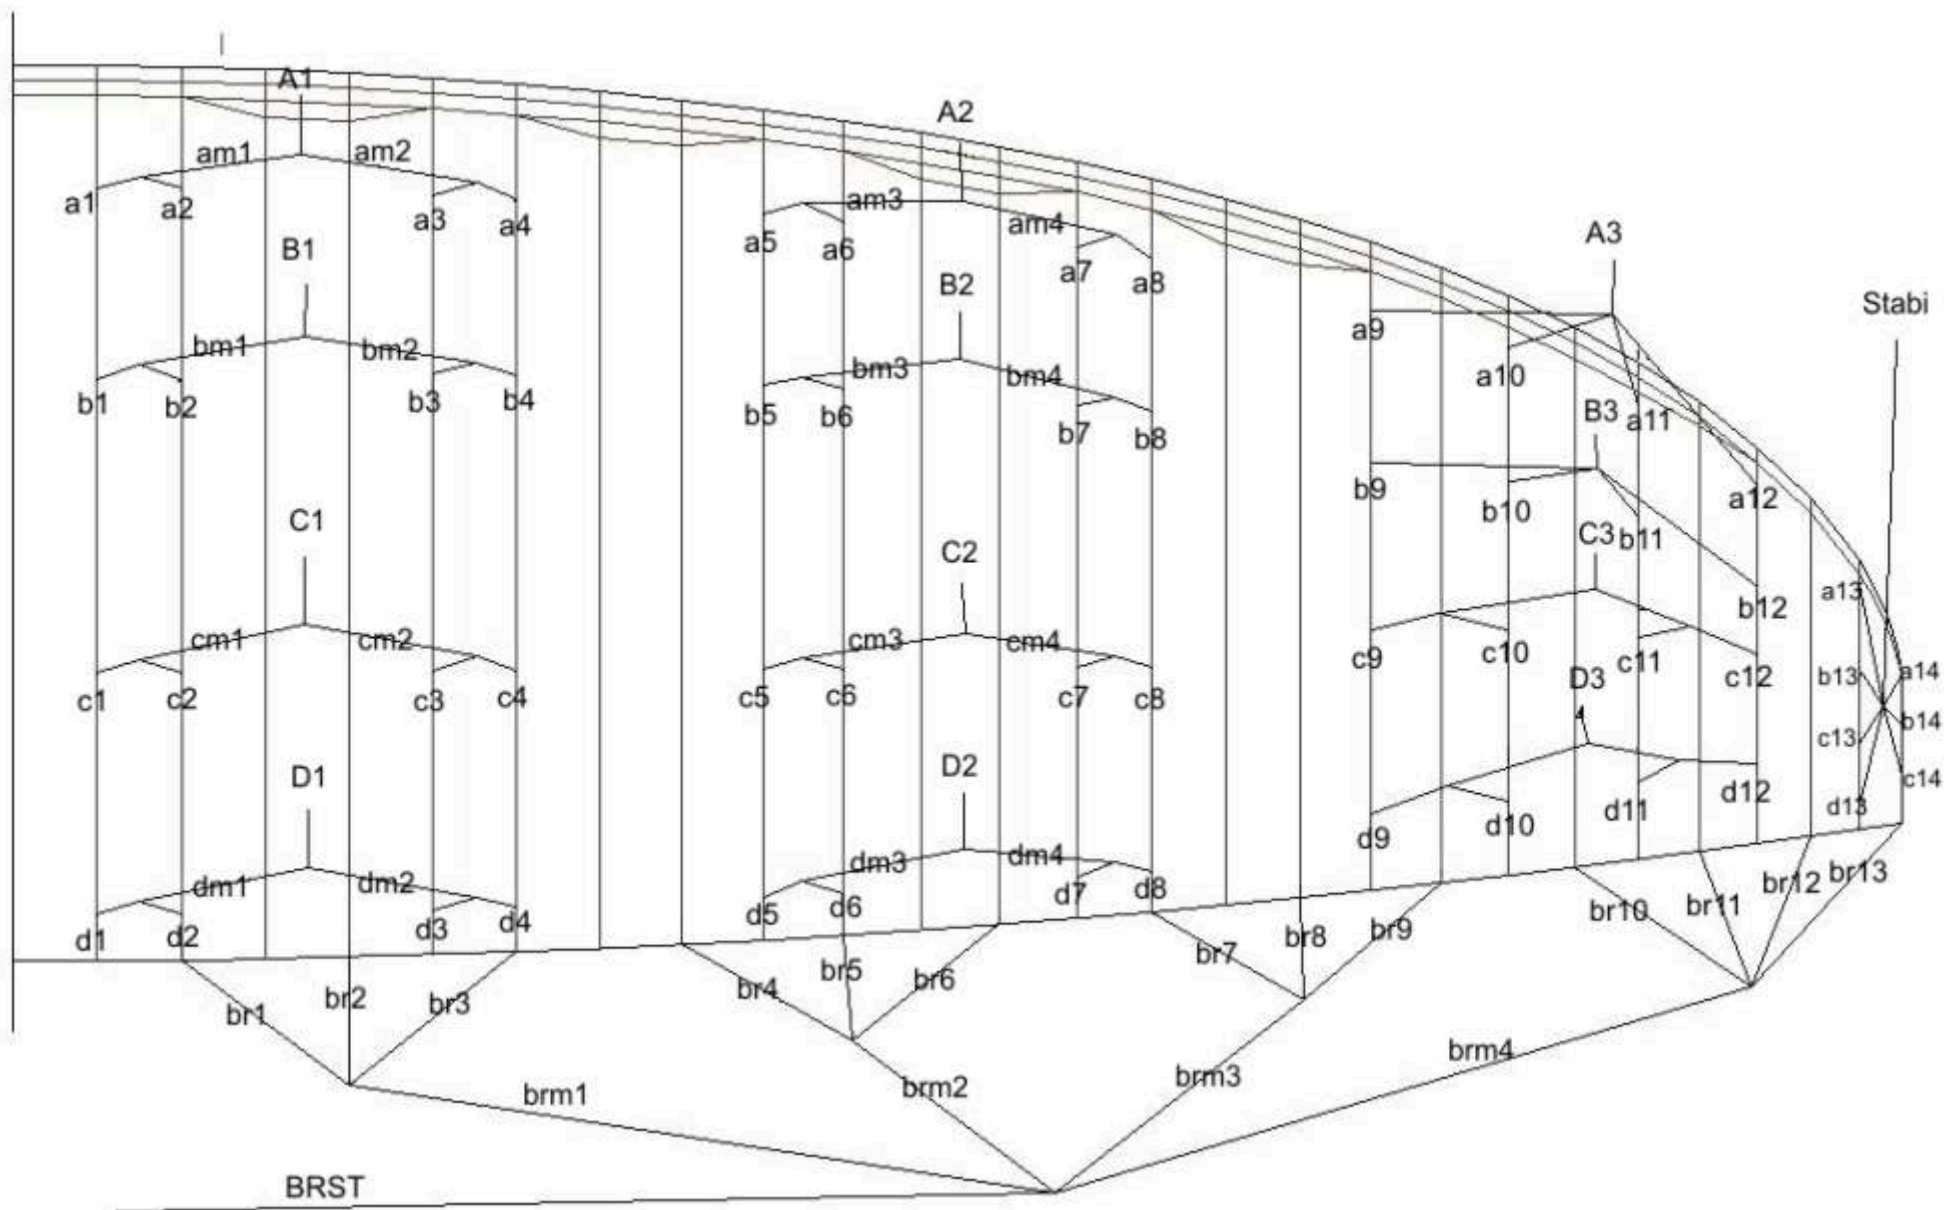 A1
A2
am1 am2
a1 a2 a3 a4
am3 am4
a5 a6 a7 a8
A3
B1
B2
Stabi
a9
a10
a11
a12
bm1 bm2
b1 b2 b3 b4
bm3 bm4
b5 b6 b7 b8
B3
b9
b10
b11
b12
C1
C2
C3
cm1 cm2
c1 c2 c3 c4
cm3 cm4
c5 c6 c7 c8
c9 c10 c11 c12
a13 a14
b13 b14
c13 c14
d13
D1
D2
D3
dm1 dm2
d1 d2 d3 d4
dm3 dm4
d5 d6 d7 d8
d9 d10 d11 d12
br1 br2 br3
br4 br5 br6
br7 br8 br9
br10 br11 br12 br13
brm1 brm2 brm3 brm4
BRST